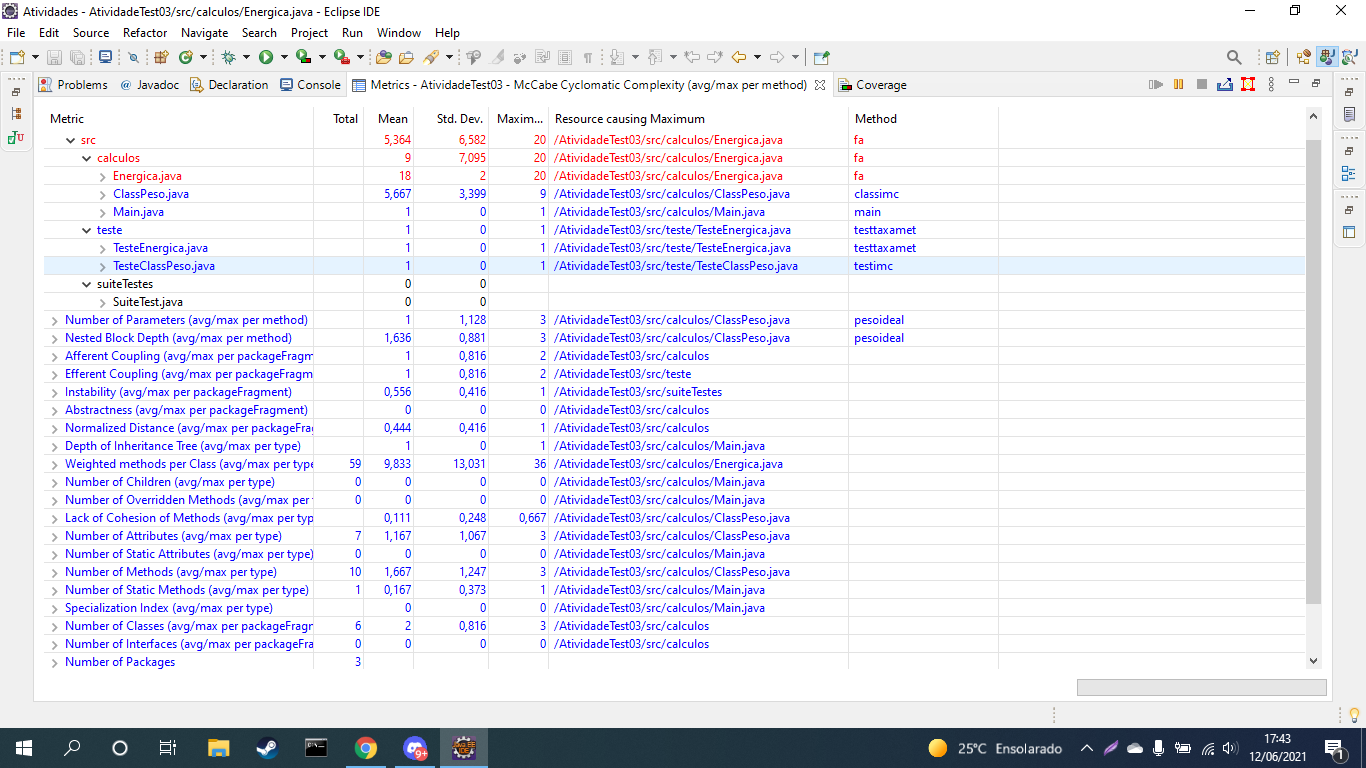 Atividades - AtividadeTest03/src/calculos/Energica.java - Eclipse IDE
File Edit Source Refactor Navigate Search Project Run Window Help
Problems @ Javadoc Declaration Console Metrics - AtividadeTest03 - McCabe Cyclomatic Complexity (avg/max per method) Coverage
Metric Total Mean Std. Dev. Maxim... Resource causing Maximum Method
src 5,364 6,582 20 /AtividadeTest03/src/calculos/Energica.java fa
calculos 9 7,095 20 /AtividadeTest03/src/calculos/Energica.java fa
Energica.java 18 2 20 /AtividadeTest03/src/calculos/Energica.java fa
ClassPeso.java 5,667 3,399 9 /AtividadeTest03/src/calculos/ClassPeso.java classimc
Main.java 1 0 1 /AtividadeTest03/src/calculos/Main.java main
teste 1 0 1 /AtividadeTest03/src/teste/TesteEnergica.java testtaxamet
TesteEnergica.java 1 0 1 /AtividadeTest03/src/teste/TesteEnergica.java testtaxamet
TesteClassPeso.java 1 0 1 /AtividadeTest03/src/teste/TesteClassPeso.java testimc
suiteTestes 0 0
SuiteTest.java 0 0
Number of Parameters (avg/max per method) 1 1,128 3 /AtividadeTest03/src/calculos/ClassPeso.java pesoideal
Nested Block Depth (avg/max per method) 1,636 0,881 3 /AtividadeTest03/src/calculos/ClassPeso.java pesoideal
Afferent Coupling (avg/max per packageFragm 1 0,816 2 /AtividadeTest03/src/calculos
Efferent Coupling (avg/max per packageFragm 1 0,816 2 /AtividadeTest03/src/teste
Instability (avg/max per packageFragment) 0,556 0,416 1 /AtividadeTest03/src/suiteTestes
Abstractness (avg/max per packageFragment) 0 0 0 /AtividadeTest03/src/calculos
Normalized Distance (avg/max per packageFrag 0,444 0,416 1 /AtividadeTest03/src/calculos
Depth of Inheritance Tree (avg/max per type) 1 0 1 /AtividadeTest03/src/calculos/Main.java
Weighted methods per Class (avg/max per type 59 9,833 13,031 36 /AtividadeTest03/src/calculos/Energica.java
Number of Children (avg/max per type) 0 0 0 0 /AtividadeTest03/src/calculos/Main.java
Number of Overridden Methods (avg/max per 0 0 0 0 /AtividadeTest03/src/calculos/Main.java
Lack of Cohesion of Methods (avg/max per typ 0,111 0,248 0,667 /AtividadeTest03/src/calculos/ClassPeso.java
Number of Attributes (avg/max per type) 7 1,167 1,067 3 /AtividadeTest03/src/calculos/ClassPeso.java
Number of Static Attributes (avg/max per type) 0 0 0 0 /AtividadeTest03/src/calculos/Main.java
Number of Methods (avg/max per type) 10 1,667 1,247 3 /AtividadeTest03/src/calculos/ClassPeso.java
Number of Static Methods (avg/max per type) 1 0,167 0,373 1 /AtividadeTest03/src/calculos/Main.java
Specialization Index (avg/max per type) 0 0 0 /AtividadeTest03/src/calculos/Main.java
Number of Classes (avg/max per packageFragm 6 2 0,816 3 /AtividadeTest03/src/calculos
Number of Interfaces (avg/max per packageFra 0 0 0 0 /AtividadeTest03/src/calculos
Number of Packages 3
9+ 25°C Ensolarado 17:43
12/06/2021 1